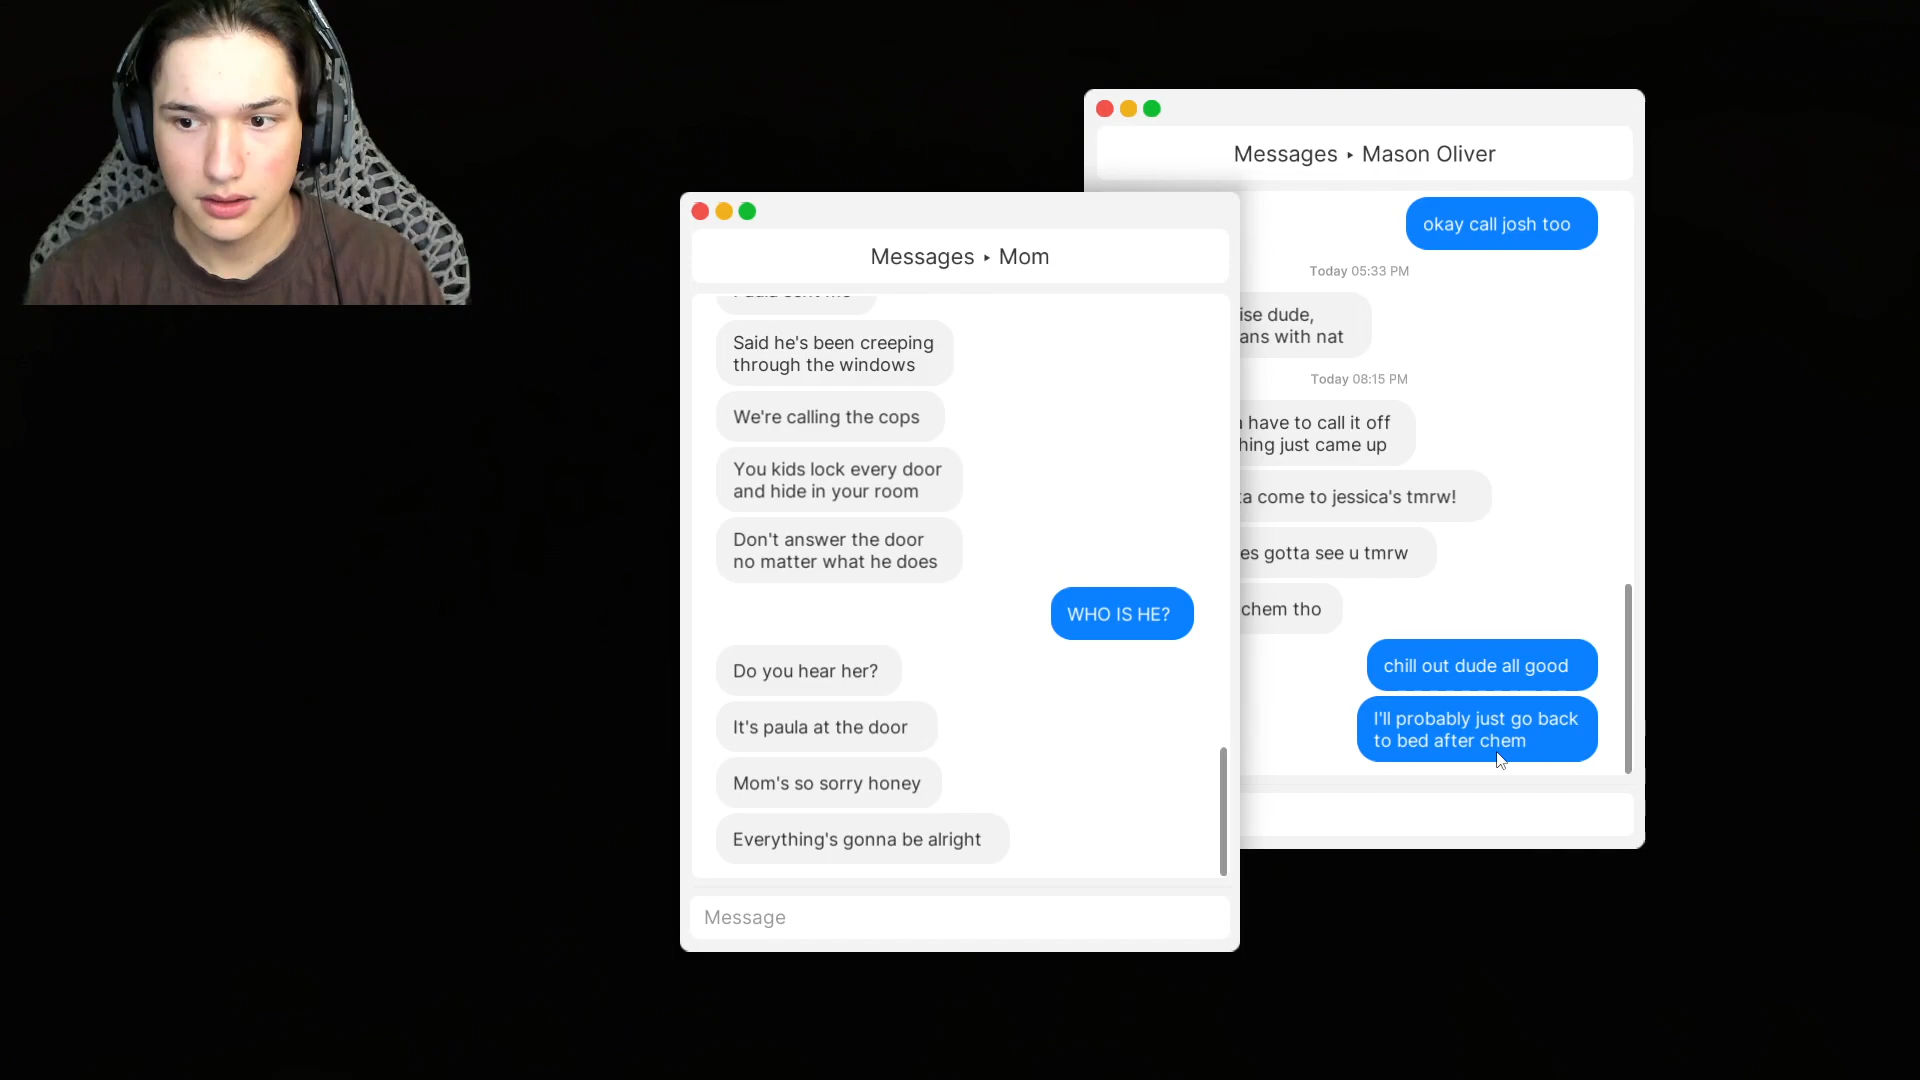 Messages ▸ Mom
Said he's been creeping
through the windows
We're calling the cops
You kids lock every door
and hide in your room
Don't answer the door
no matter what he does
WHO IS HE?
Do you hear her?
It's paula at the door
Mom's so sorry honey
Everything's gonna be alright
Message
Messages ▸ Mason Oliver
okay call josh too
Today 05:33 PM
dude,
with nat
Today 08:15 PM
have to call it off
just came up
come to jessica's tmrw!
gotta see u tmrw
chem tho
chill out dude all good
I'll probably just go back
to bed after chem